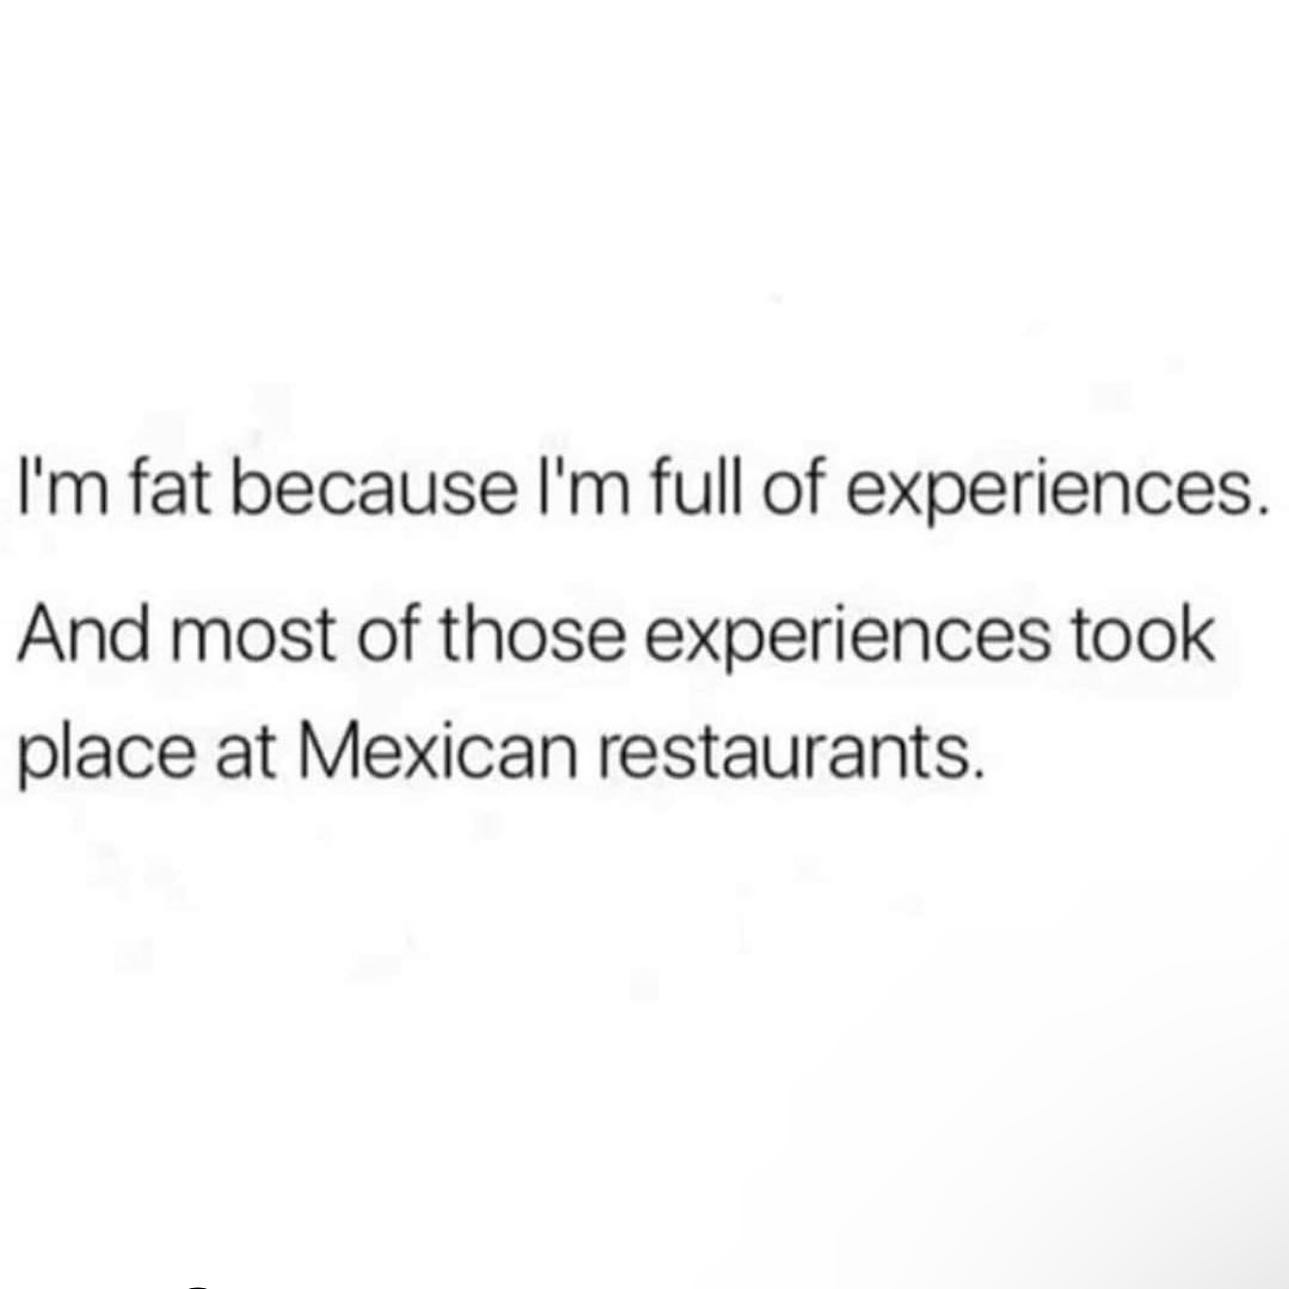 I'm fat because I'm full of experiences.
And most of those experiences took
place at Mexican restaurants.